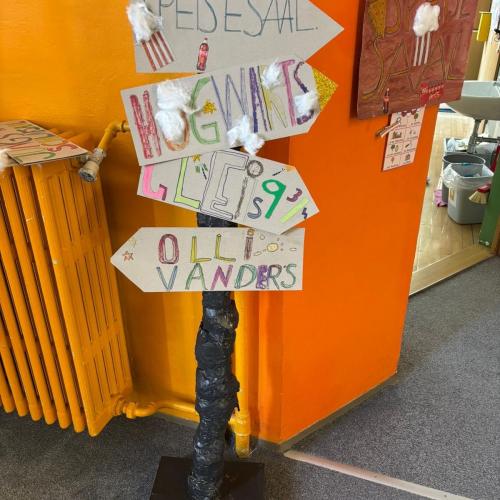 PEISESAAL.
HOGWARTS
GLEiS 9 3/4
OLLI
VANDERS